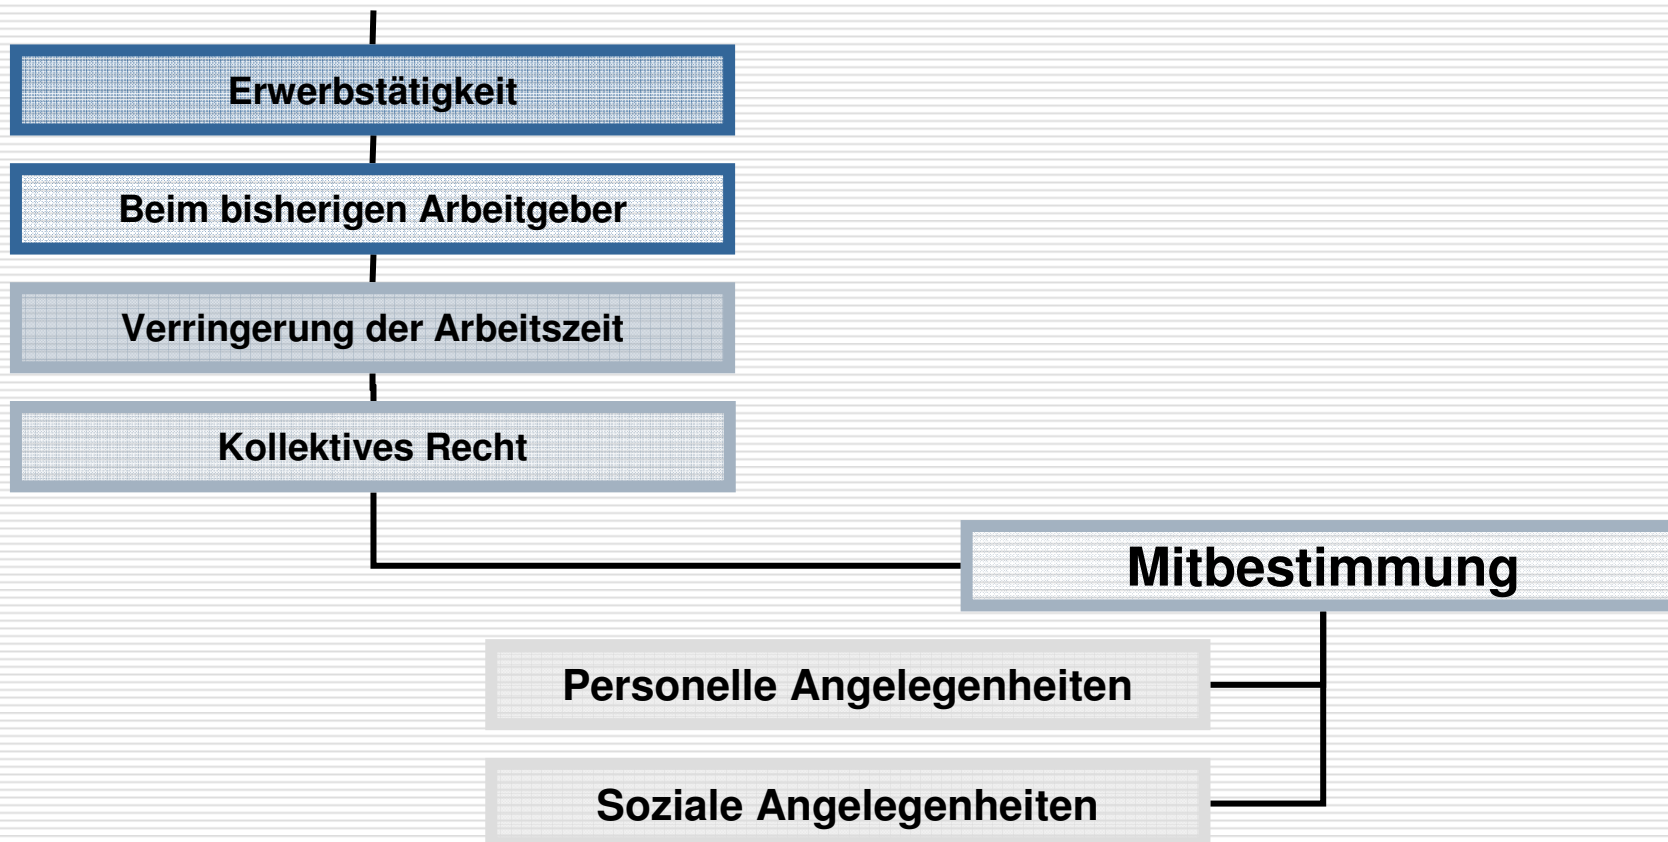 Erwerbstätigkeit
Beim bisherigen Arbeitgeber
Verringerung der Arbeitszeit
Kollektives Recht
Mitbestimmung
Personelle Angelegenheiten
Soziale Angelegenheiten